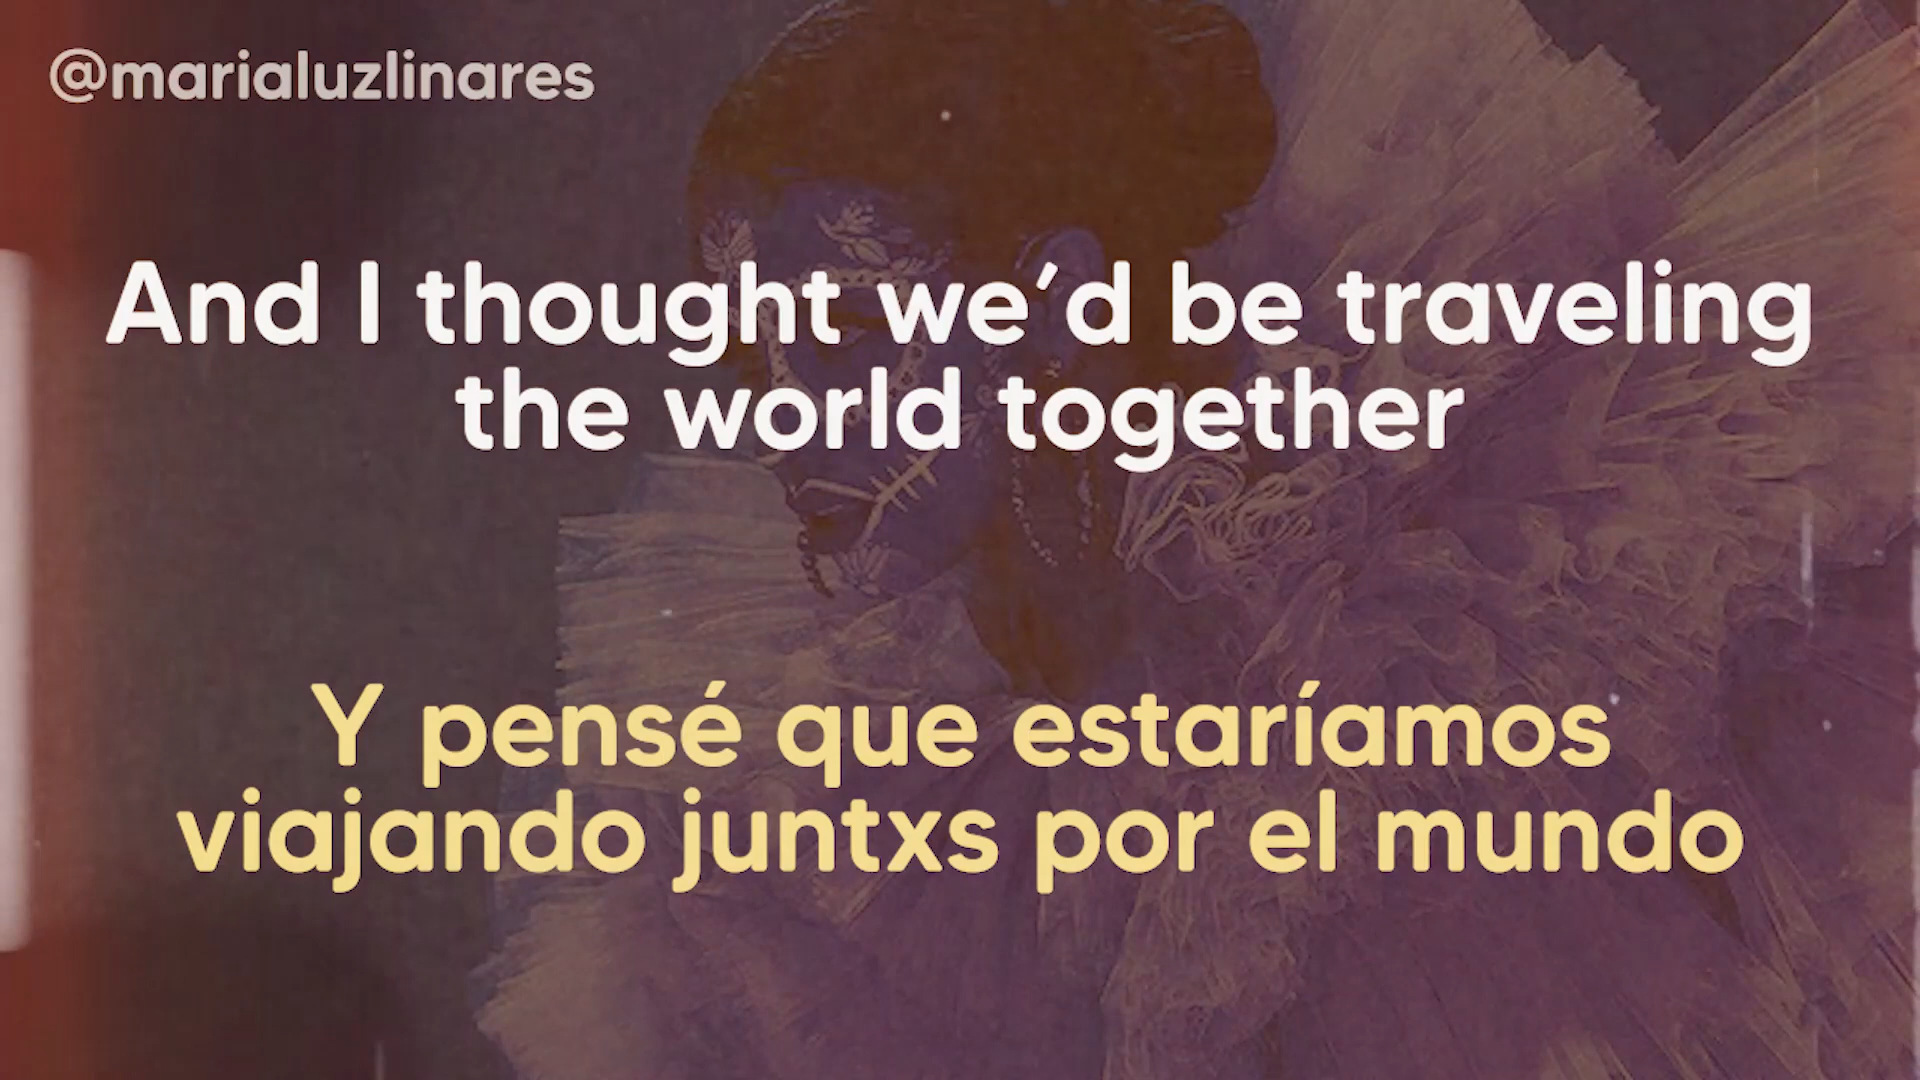 @marialuzlinares
And I thought we'd be traveling
the world together
Y pensé que estaríamos
viajando juntxs por el mundo